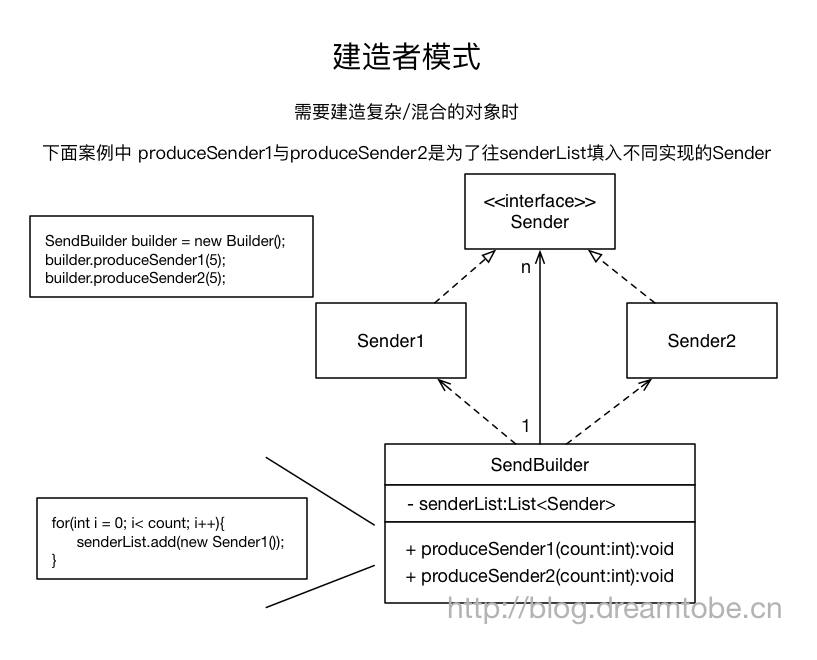 建造者模式
需要建造复杂/混合的对象时
下面案例中 produceSender1与produceSender2是为了往senderList填入不同实现的Sender
<<interface>>
Sender
SendBuilder builder = new Builder();
builder.produceSender1(5);
builder.produceSender2(5);
n
Sender1
Sender2
1
SendBuilder
- senderList:List<Sender>
for(int i = 0; i< count; i++){
senderList.add(new Sender1());
}
+ produceSender1(count:int):void
+ produceSender2(count:int):void
http://blog.dreamtobe.cn